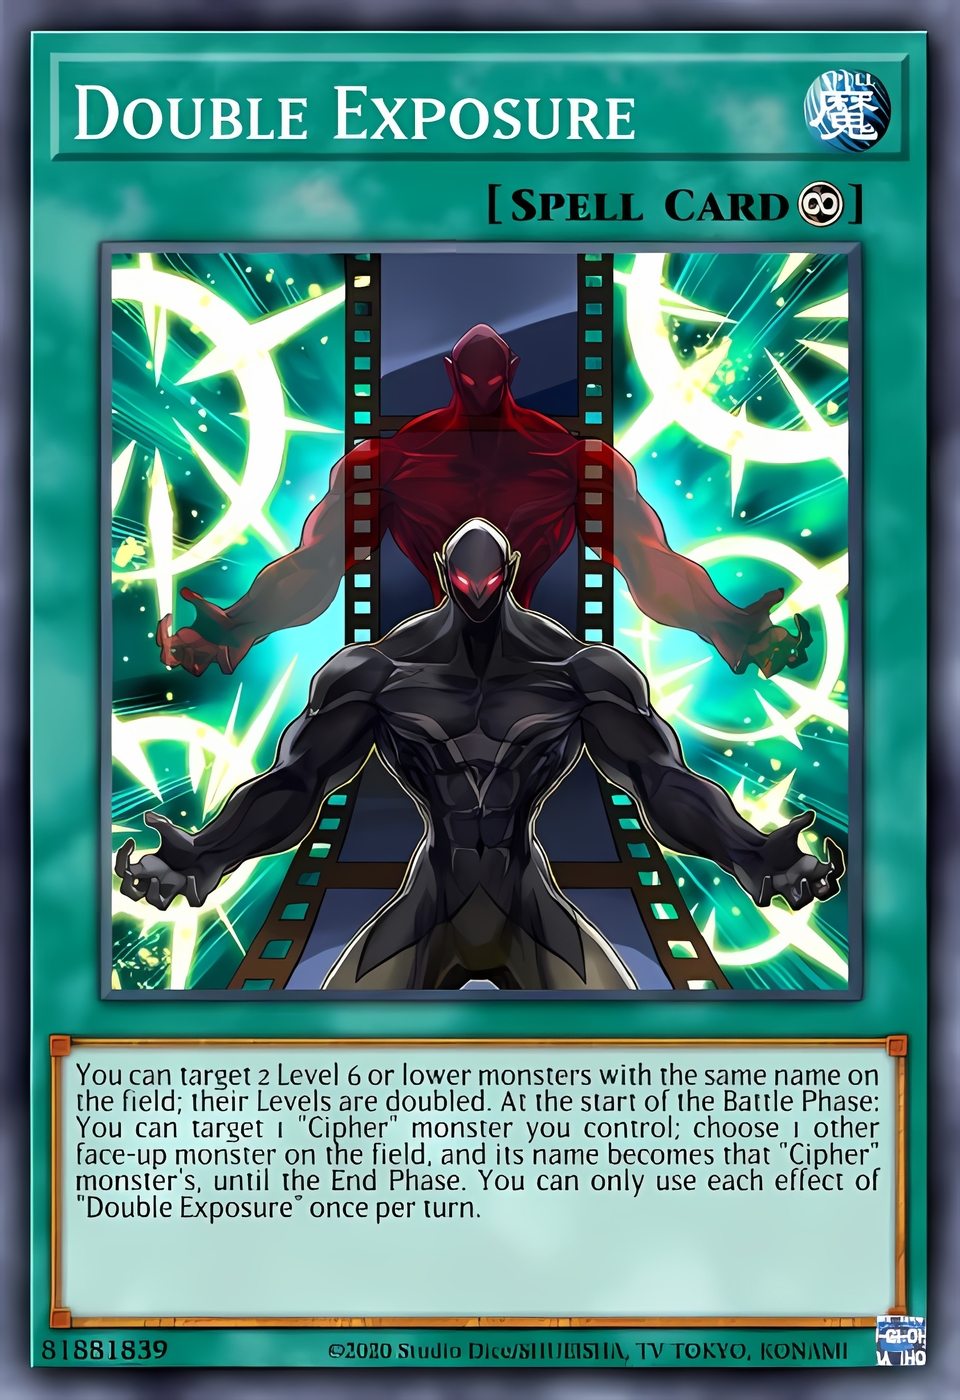 DOUBLE EXPOSURE
魔
[SPELL CARD]
You can target 2 Level 6 or lower monsters with the same name on
the field; their Levels are doubled. At the start of the Battle Phase:
You can target 1 "Cipher" monster you control; choose 1 other
face-up monster on the field, and its name becomes that "Cipher"
monster's, until the End Phase. You can only use each effect of
"Double Exposure" once per turn.
81881839
©2020 Studio Dice/SHUEISHA, TV TOKYO, KONAMI